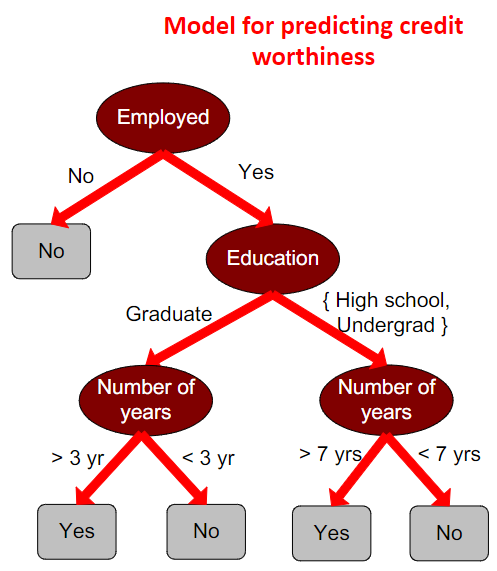 Model for predicting credit
worthiness
Employed
No
Yes
No
Education
Graduate
{ High school,
Undergrad }
Number of
years
Number of
years
> 3 yr
< 3 yr
> 7 yrs
< 7 yrs
Yes
No
Yes
No